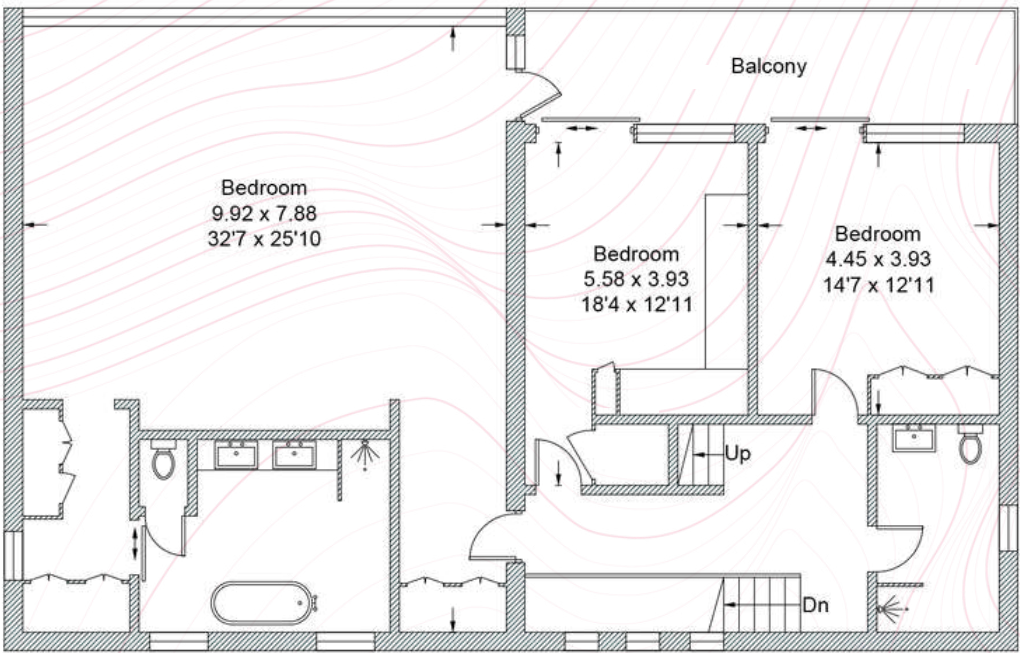 Balcony
Bedroom
9.92 x 7.88
32'7 x 25'10
Bedroom
5.58 x 3.93
18'4 x 12'11
Bedroom
4.45 x 3.93
14'7 x 12'11
Up
Dn